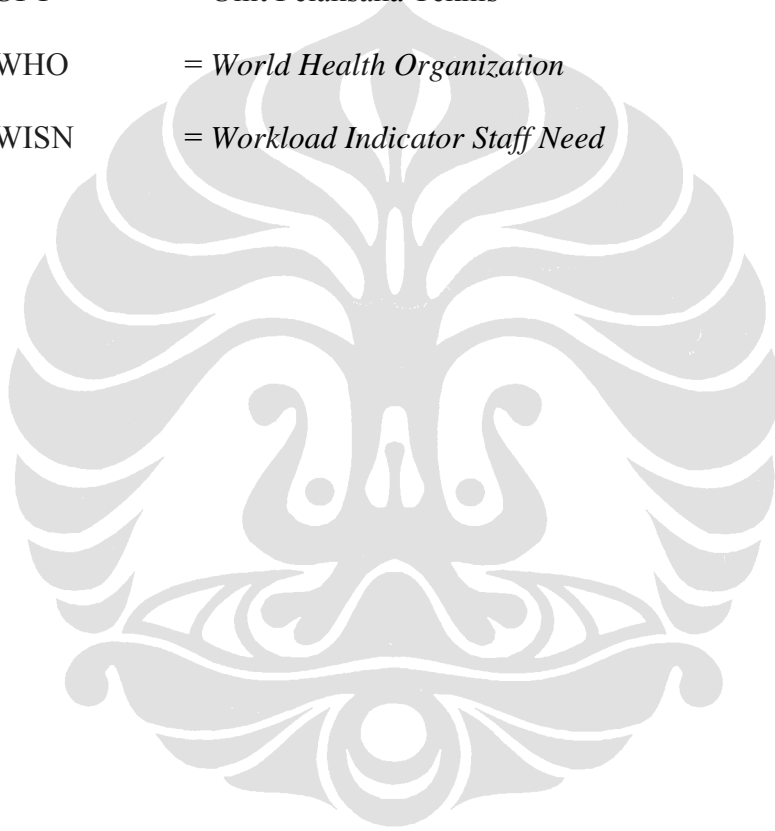 WHO = World Health Organization
WISN = Workload Indicator Staff Need